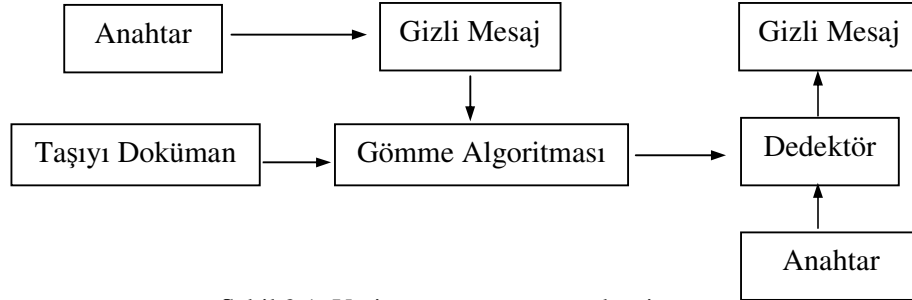 Anahtar
Gizli Mesaj
Gizli Mesaj
Taşıyı Doküman
Gömme Algoritması
Dedektör
Anahtar